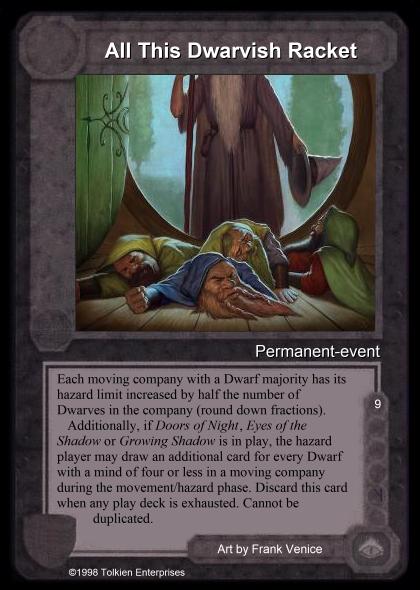 All This Dwarvish Racket
Permanent-event
Each moving company with a Dwarf majority has its
hazard limit increased by half the number of
Dwarves in the company (round down fractions).
Additionally, if Doors of Night, Eyes of the
Shadow or Growing Shadow is in play, the hazard
player may draw an additional card for every Dwarf
with a mind of four or less in a moving company
during the movement/hazard phase. Discard this card
when any play deck is exhausted. Cannot be
duplicated.
9
Art by Frank Venice
©1998 Tolkien Enterprises